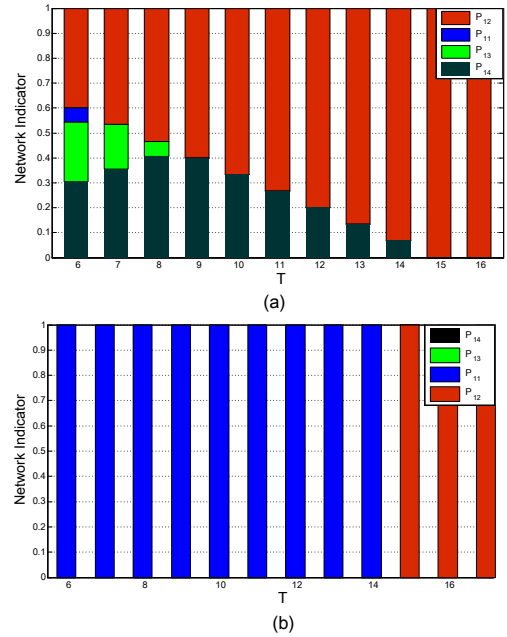 1
0.9
0.8
0.7
0.6
0.5
0.4
0.3
0.2
0.1
0
Network Indicator
P12
P11
P13
P14
6 7 8 9 10 11 12 13 14 15 16
T
(a)
1
0.9
0.8
0.7
0.6
0.5
0.4
0.3
0.2
0.1
0
Network Indicator
P14
P13
P11
P12
6 8 10 12 14 16
T
(b)